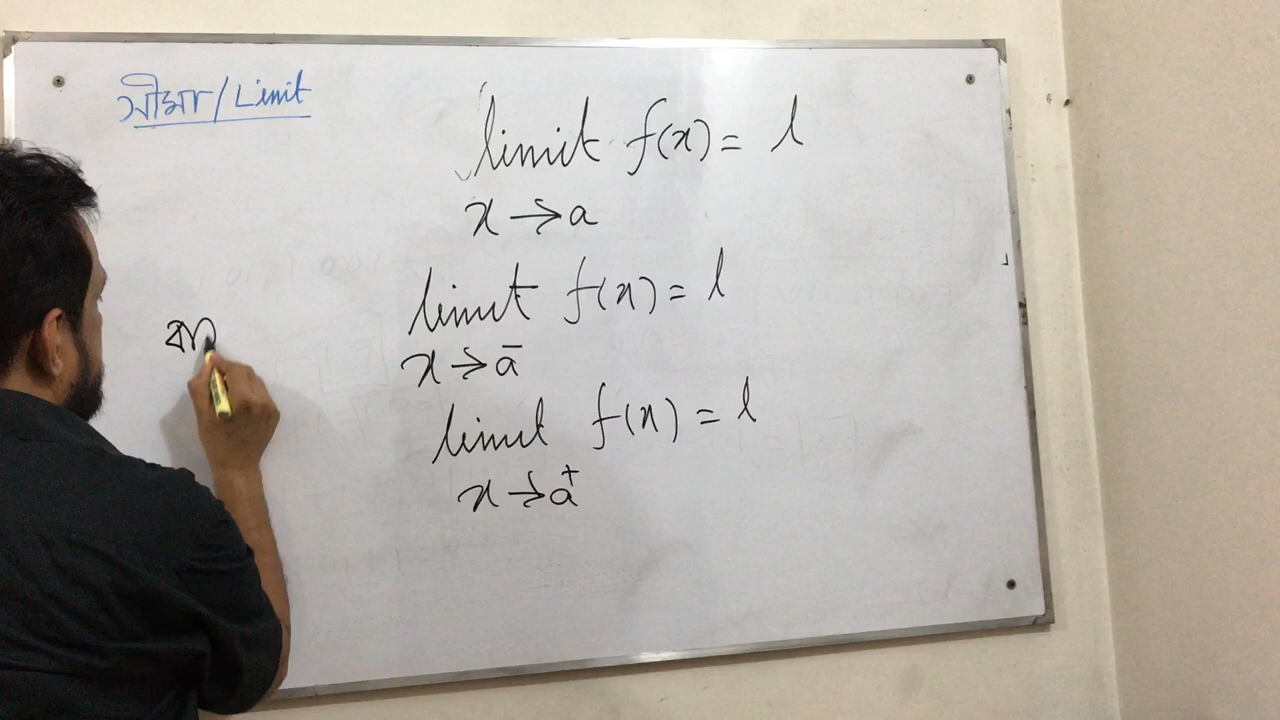 সীমা / Limit
limit f(x) = l
x → a
limit f(x) = l
x → a⁻
limit f(x) = l
x → a⁺